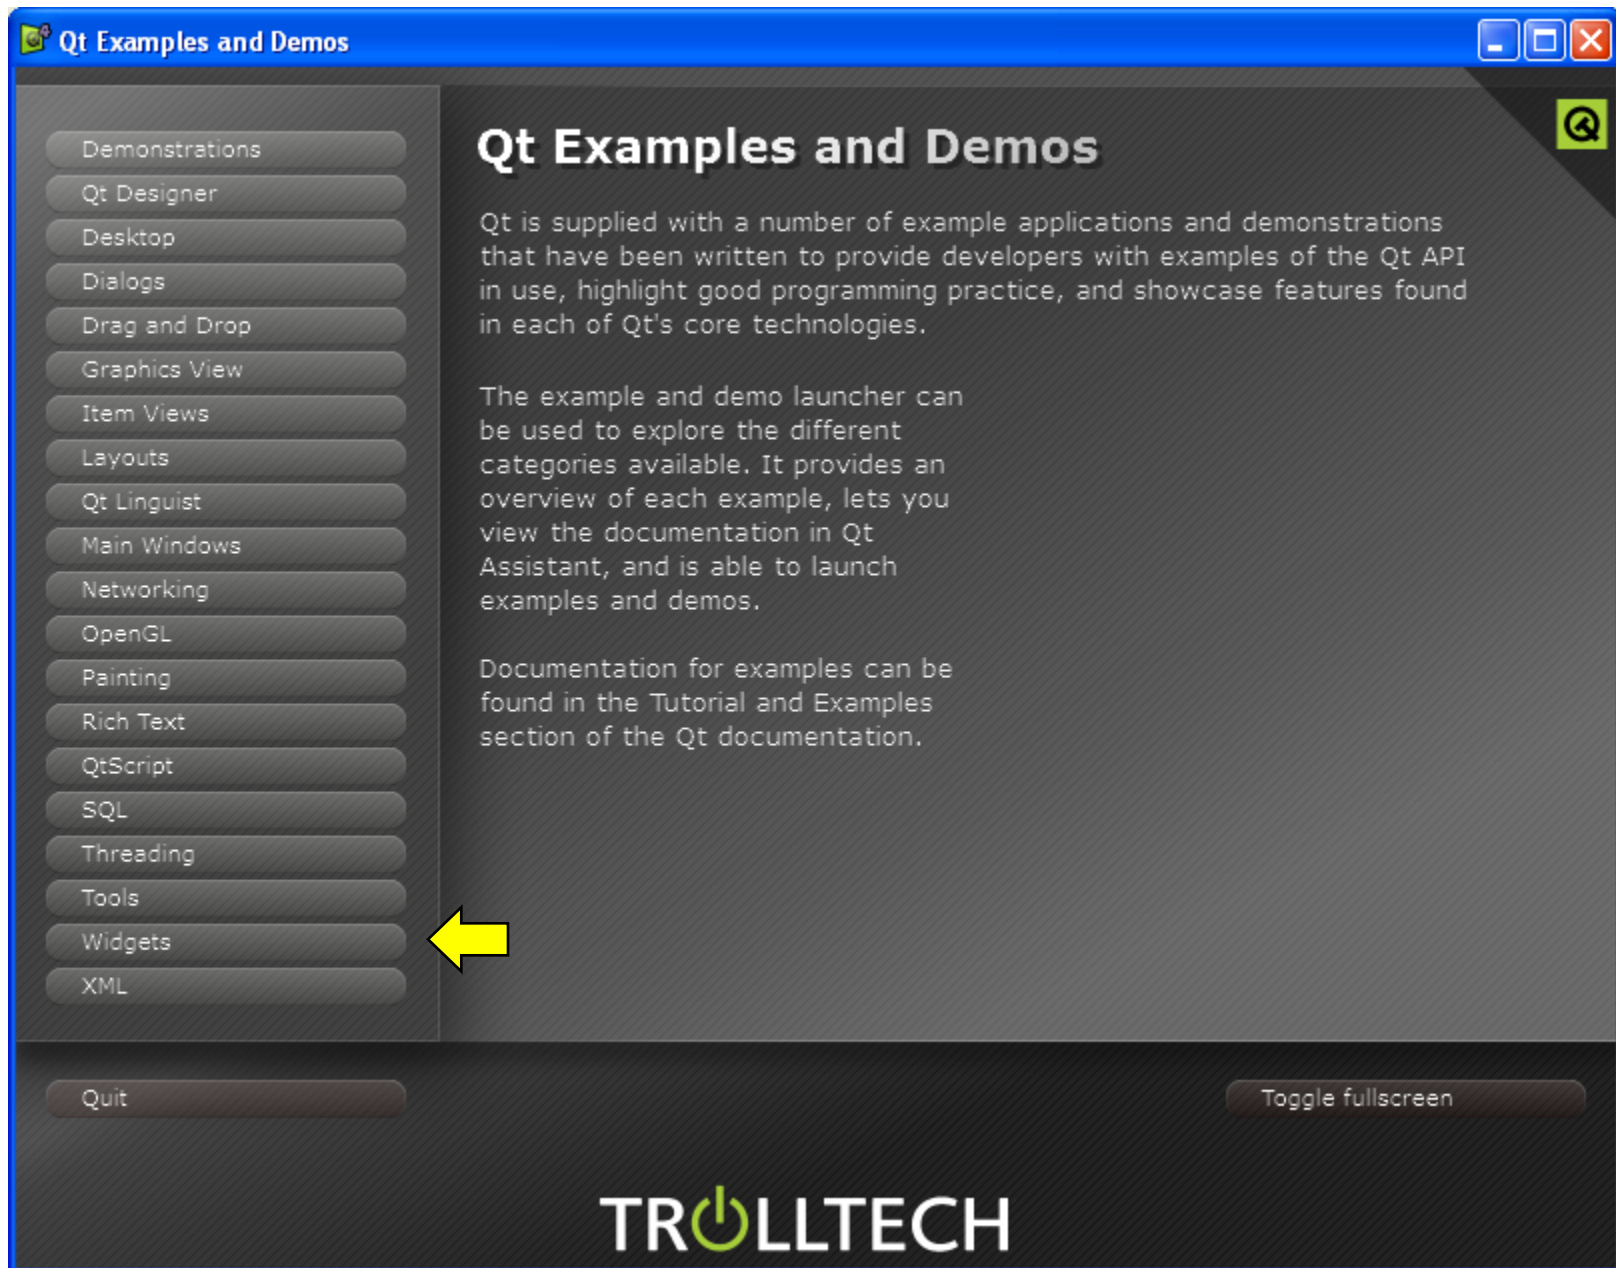 Qt Examples and Demos
Demonstrations
Qt Designer
Desktop
Dialogs
Drag and Drop
Graphics View
Item Views
Layouts
Qt Linguist
Main Windows
Networking
OpenGL
Painting
Rich Text
QtScript
SQL
Threading
Tools
Widgets
XML
Qt Examples and Demos
Qt is supplied with a number of example applications and demonstrations
that have been written to provide developers with examples of the Qt API
in use, highlight good programming practice, and showcase features found
in each of Qt's core technologies.
The example and demo launcher can
be used to explore the different
categories available. It provides an
overview of each example, lets you
view the documentation in Qt
Assistant, and is able to launch
examples and demos.
Documentation for examples can be
found in the Tutorial and Examples
section of the Qt documentation.
Quit
Toggle fullscreen
TROLLTECH